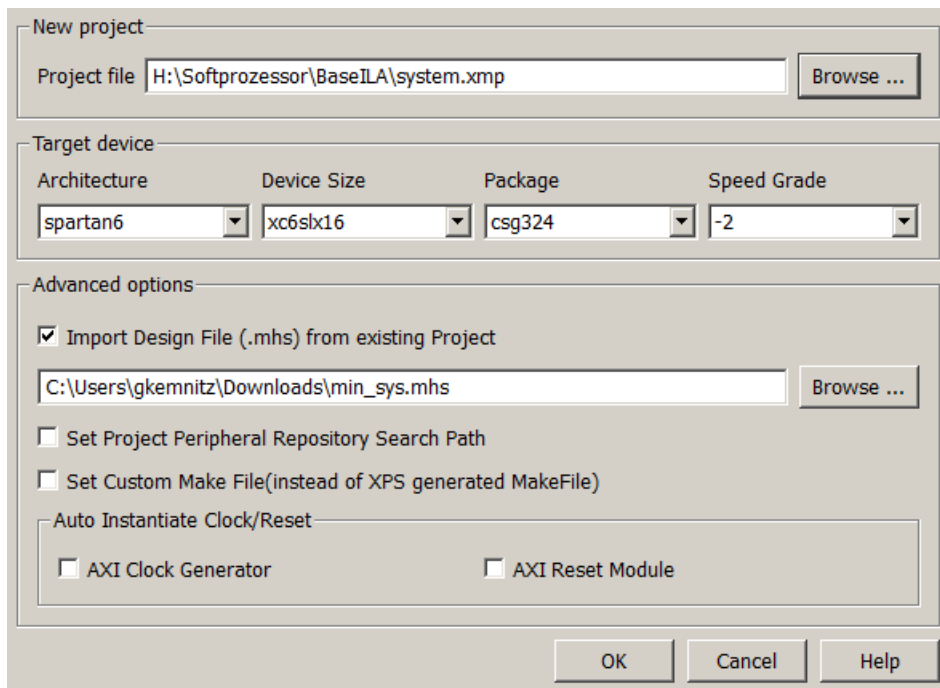 New project
Project file H:\Softprozessor\BaseILA\system.xmp Browse ...
Target device
Architecture Device Size Package Speed Grade
spartan6 xc6slx16 csg324 -2
Advanced options
Import Design File (.mhs) from existing Project
C:\Users\gkemnitz\Downloads\min_sys.mhs Browse ...
Set Project Peripheral Repository Search Path
Set Custom Make File(instead of XPS generated MakeFile)
Auto Instantiate Clock/Reset
AXI Clock Generator AXI Reset Module
OK Cancel Help